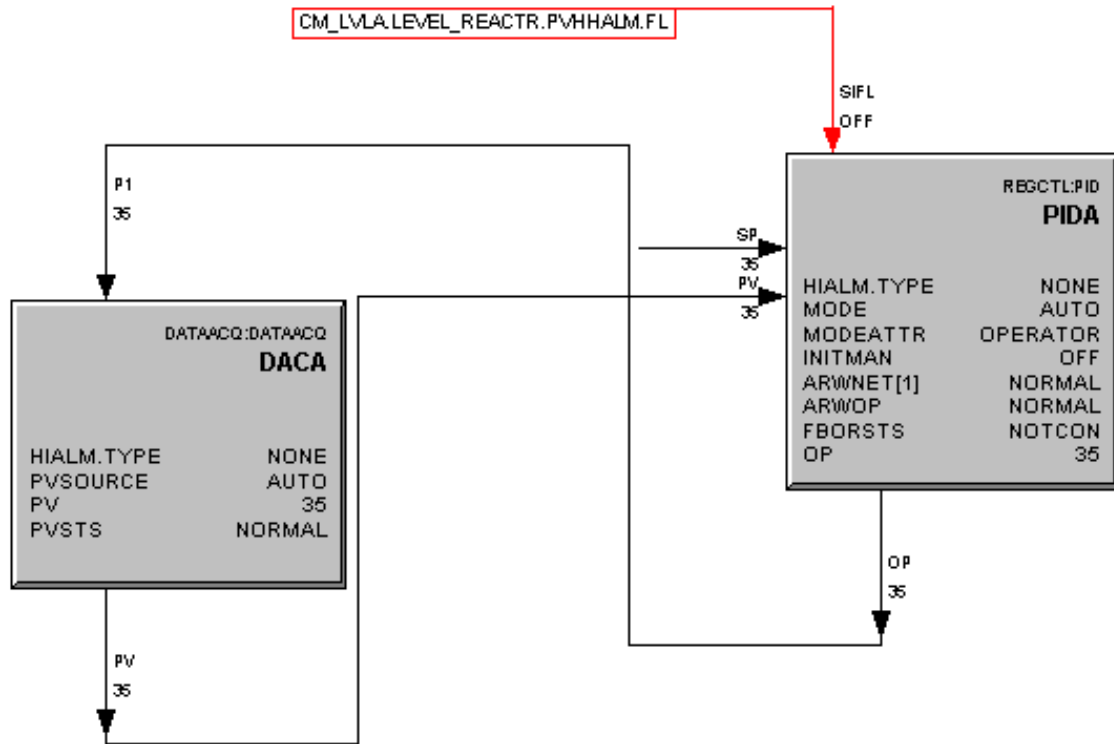 CM_LVLA.LEVEL_REACTR.PVHHALM.FL
SIFL
OFF
P1
35
REGCTL:PID
PIDA
SP
35
PV
35
HIALM.TYPE NONE
MODE AUTO
MODEATTR OPERATOR
INITMAN OFF
ARWNET[1] NORMAL
ARWOP NORMAL
FBORSTS NOTCON
OP 35
DATAACQ:DATAACQ
DACA
HIALM.TYPE NONE
PVSOURCE AUTO
PV 35
PVSTS NORMAL
OP
35
PV
35